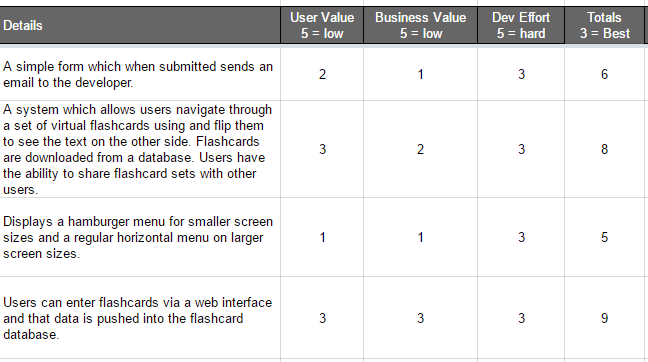 Details
User Value
5 = low
Business Value
5 = low
Dev Effort
5 = hard
Totals
3 = Best
A simple form which when submitted sends an
email to the developer.
2
1
3
6
A system which allows users navigate through
a set of virtual flashcards using and flip them
to see the text on the other side. Flashcards
are downloaded from a database. Users have
the ability to share flashcard sets with other
users.
3
2
3
8
Displays a hamburger menu for smaller screen
sizes and a regular horizontal menu on larger
screen sizes.
1
1
3
5
Users can enter flashcards via a web interface
and that data is pushed into the flashcard
database.
3
3
3
9